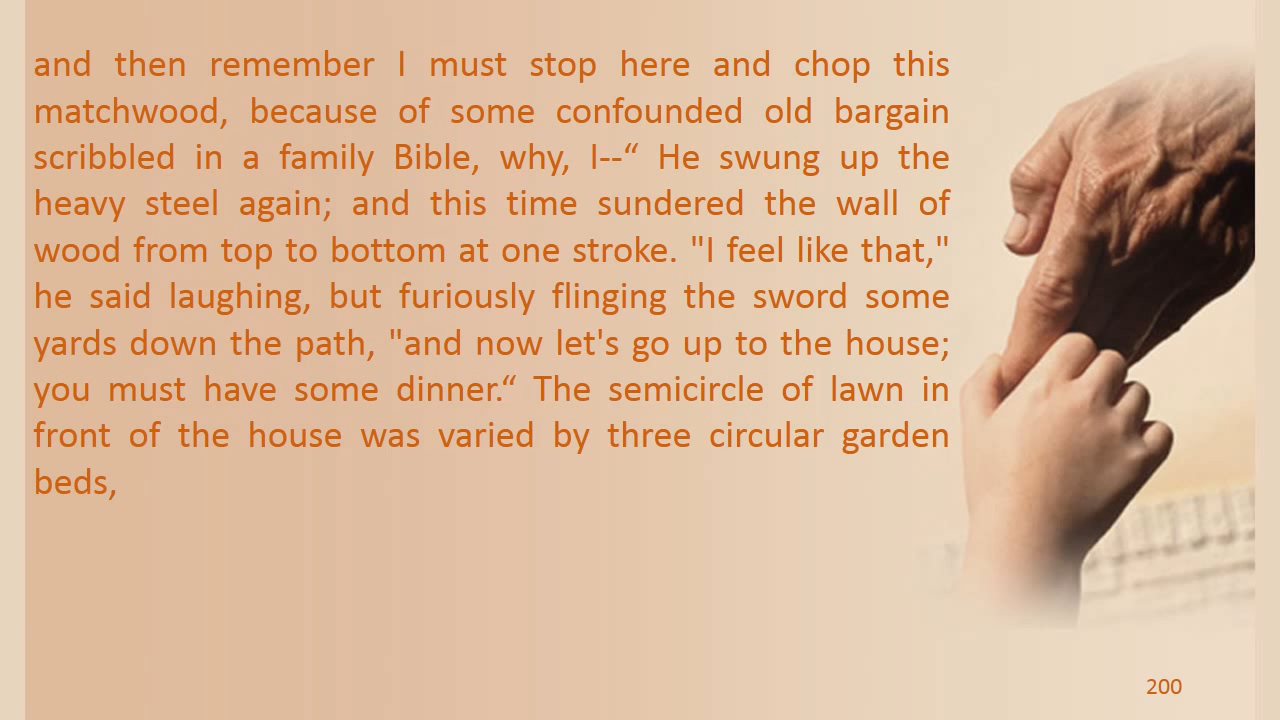 and then remember I must stop here and chop this
matchwood, because of some confounded old bargain
scribbled in a family Bible, why, I--“ He swung up the
heavy steel again; and this time sundered the wall of
wood from top to bottom at one stroke. "I feel like that,"
he said laughing, but furiously flinging the sword some
yards down the path, "and now let's go up to the house;
you must have some dinner.“ The semicircle of lawn in
front of the house was varied by three circular garden
beds,
200